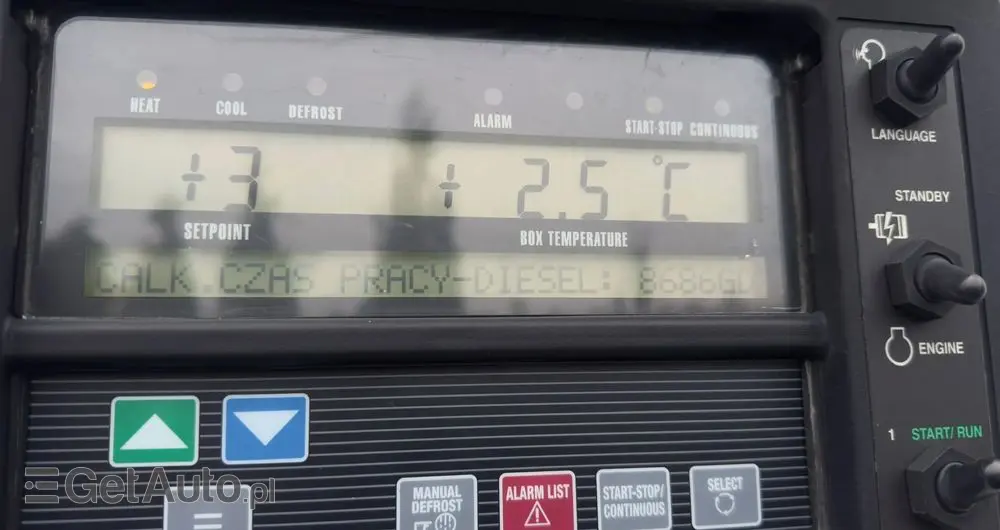 HEAT COOL DEFROST ALARM START-STOP CONTINUOUS
+3 + 2.5 °C
SETPOINT BOX TEMPERATURE
CALK.CZAS PRACY-DIESEL: 8686GD
LANGUAGE
STANDBY
ENGINE
1 START/RUN
MANUAL
DEFROST
ALARM LIST
START-STOP/
CONTINUOUS
SELECT
=
GetAuto.pl